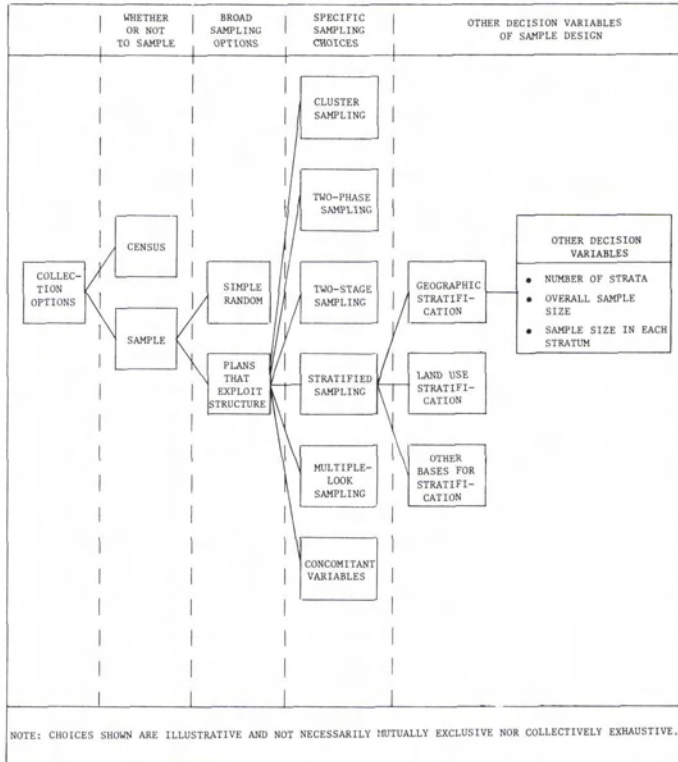 WHETHER
OR NOT
TO SAMPLE
BROAD
SAMPLING
OPTIONS
SPECIFIC
SAMPLING
CHOICES
OTHER DECISION VARIABLES
OF SAMPLE DESIGN
COLLEC-
TION
OPTIONS
CENSUS
SAMPLE
SIMPLE
RANDOM
PLANS
THAT
EXPLOIT
STRUCTURE
CLUSTER
SAMPLING
TWO-PHASE
SAMPLING
TWO-STAGE
SAMPLING
STRATIFIED
SAMPLING
MULTIPLE-
LOOK
SAMPLING
CONCOMITANT
VARIABLES
GEOGRAPHIC
STRATIFI-
CATION
LAND USE
STRATIFI-
CATION
OTHER
BASES FOR
STRATIFI-
CATION
OTHER DECISION
VARIABLES
• NUMBER OF STRATA
• OVERALL SAMPLE
SIZE
• SAMPLE SIZE IN EACH
STRATUM
NOTE: CHOICES SHOWN ARE ILLUSTRATIVE AND NOT NECESSARILY MUTUALLY EXCLUSIVE NOR COLLECTIVELY EXHAUSTIVE.